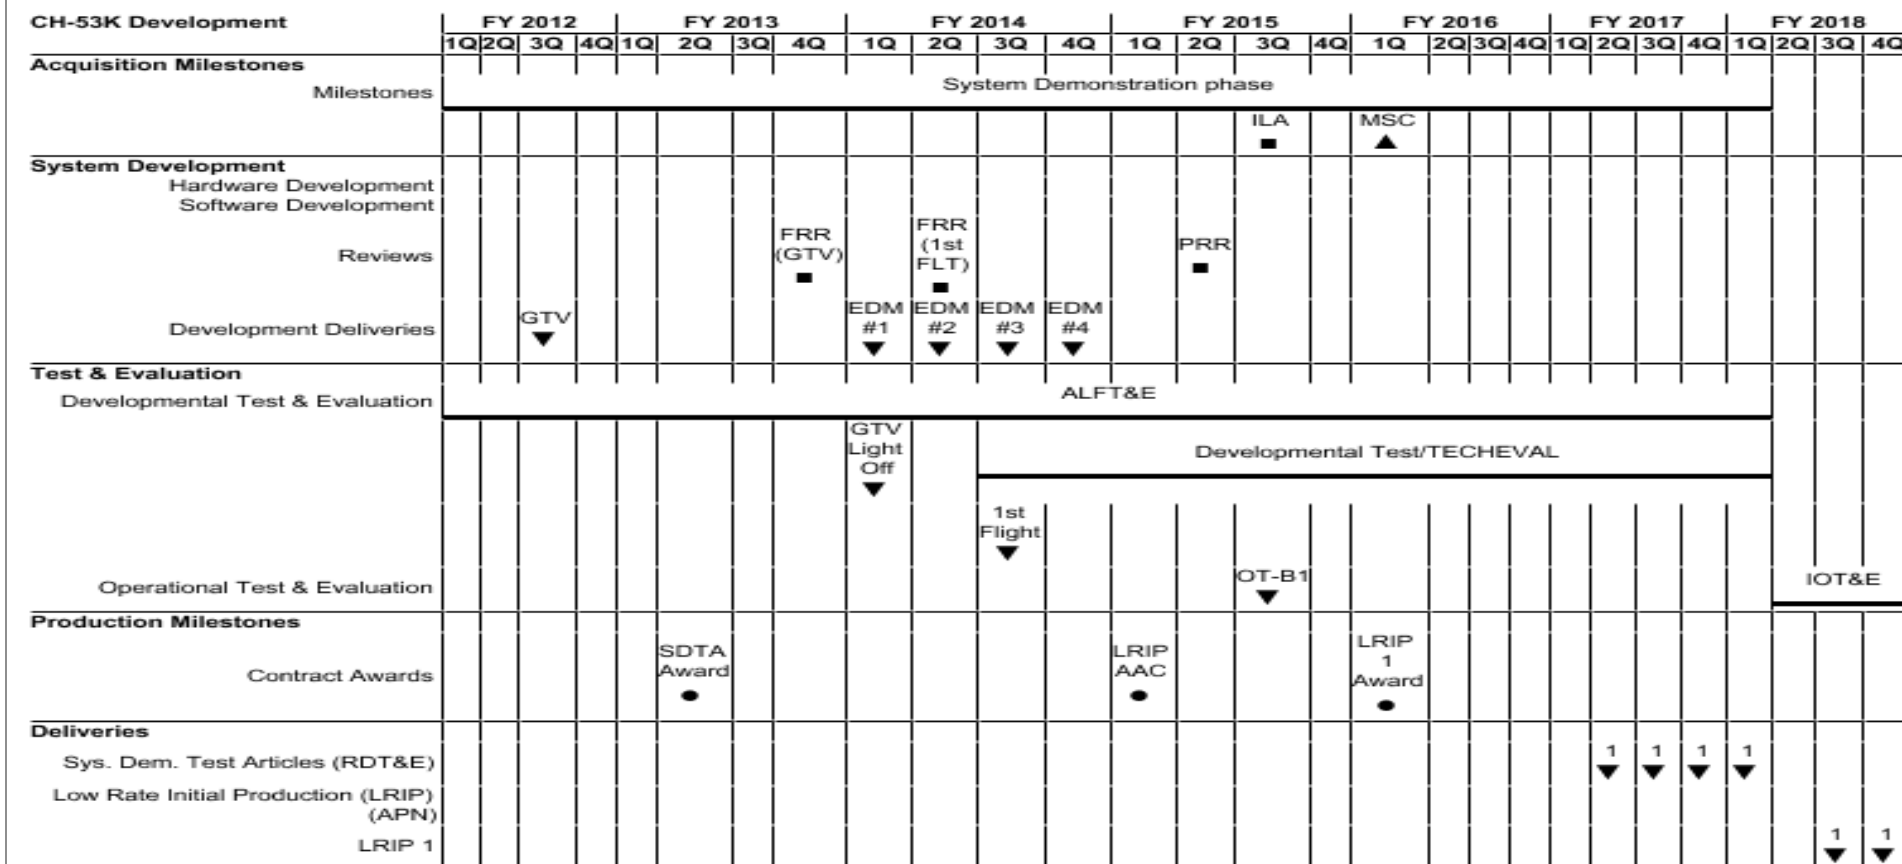 CH-53K Development FY 2012 FY 2013 FY 2014 FY 2015 FY 2016 FY 2017 FY 2018
1Q 2Q 3Q 4Q 1Q 2Q 3Q 4Q 1Q 2Q 3Q 4Q 1Q 2Q 3Q 4Q 1Q 2Q 3Q 4Q 1Q 2Q 3Q 4Q 1Q 2Q 3Q 4Q
Acquisition Milestones
Milestones System Demonstration phase
ILA MSC
System Development
Hardware Development
Software Development
Reviews
FRR
(GTV)
FRR
(1st
FLT)
PRR
Development Deliveries
GTV
EDM
#1
EDM
#2
EDM
#3
EDM
#4
Test & Evaluation
Developmental Test & Evaluation
ALFT&E
GTV
Light
Off
Developmental Test/TECHEVAL
1st
Flight
Operational Test & Evaluation
OT-B1
IOT&E
Production Milestones
Contract Awards
SDTA
Award
LRIP
AAC
LRIP
1
Award
Deliveries
Sys. Dem. Test Articles (RDT&E) 1 1 1 1
Low Rate Initial Production (LRIP)
(APN)
LRIP 1 1 1